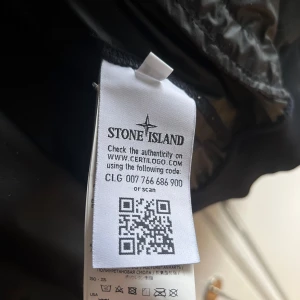 STONE ISLAND
Check the authenticity on
WWW.CERTILOGO.COM
using the following code:
CLG 007 766 686 900
or scan